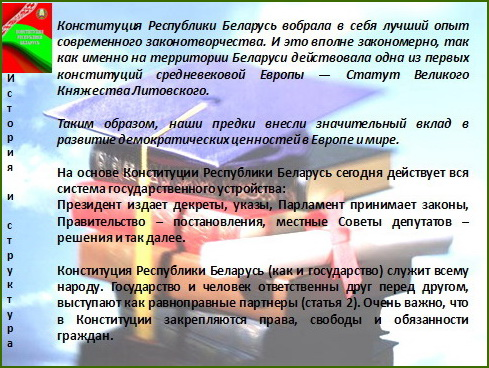 Конституция Республики Беларусь вобрала в себя лучший опыт
современного законотворчества. И это вполне закономерно, так
как именно на территории Беларуси действовала одна из первых
конституций средневековой Европы — Статут Великого
Княжества Литовского.
Таким образом, наши предки внесли значительный вклад в
развитие демократических ценностей в Европе и мире.
На основе Конституции Республики Беларусь сегодня действует вся
система государственного устройства:
Президент издает декреты, указы, Парламент принимает законы,
Правительство – постановления, местные Советы депутатов –
решения и так далее.
Конституция Республики Беларусь (как и государство) служит всему
народу. Государство и человек ответственны друг перед другом,
выступают как равноправные партнеры (статья 2). Очень важно, что
в Конституции закрепляются права, свободы и обязанности
граждан.
История и структура